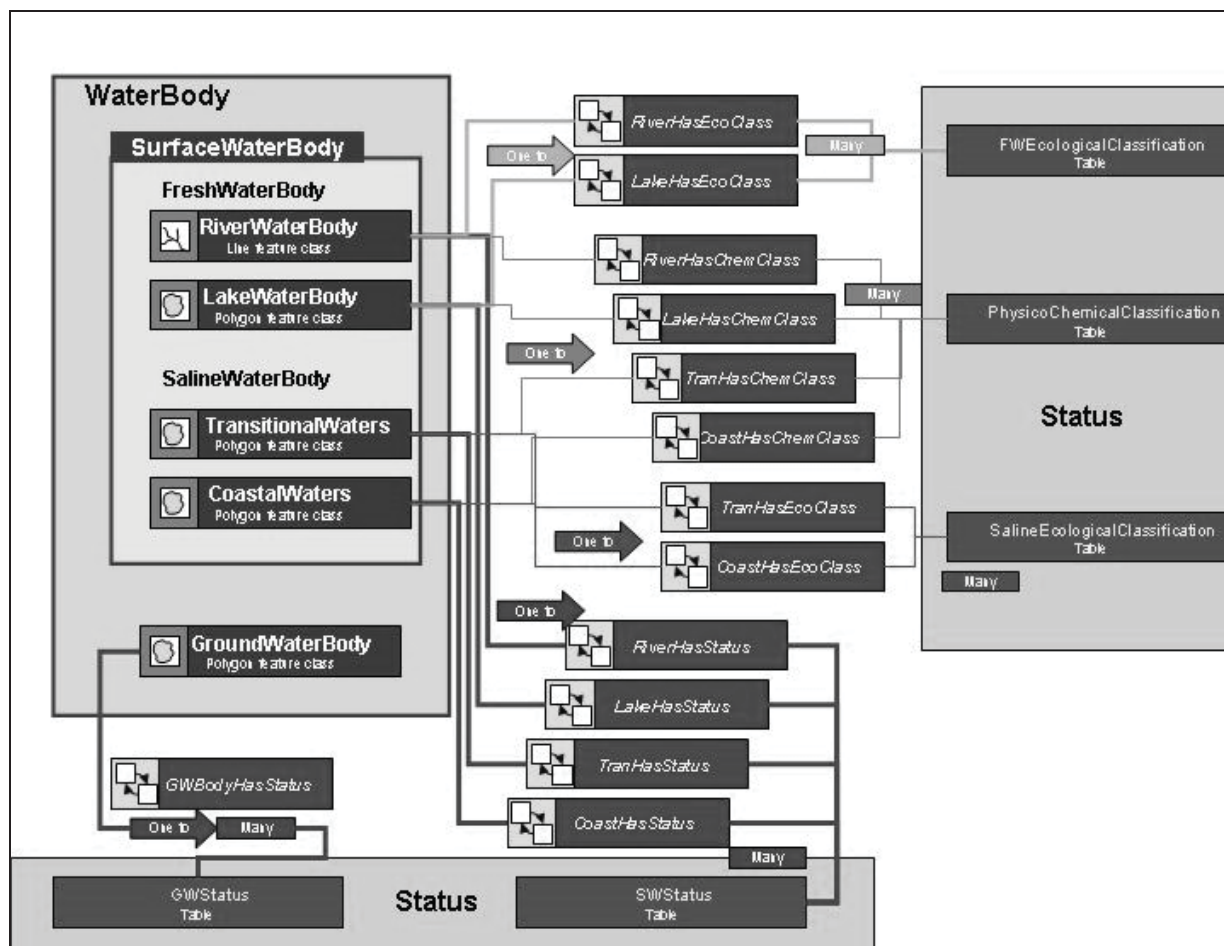 WaterBody
SurfaceWaterBody
FreshWaterBody
RiverWaterBody
Line feature class
LakeWaterBody
Polygon feature class
SalineWaterBody
TransitionalWaters
Polygon feature class
CoastalWaters
Polygon feature class
GroundWaterBody
Polygon feature class
RiverHasEcoClass
One to
Many
LakeHasEcoClass
RiverHasChemClass
Many
LakeHasChemClass
One to
TranHasChemClass
CoastHasChemClass
TranHasEcoClass
One to
CoastHasEcoClass
Many
One to
RiverHasStatus
LakeHasStatus
TranHasStatus
CoastHasStatus
Many
FWEcologicalClassification
Table
PhysicoChemicalClassification
Table
Status
SalineEcologicalClassification
Table
GWBodyHasStatus
One to
Many
GWStatus
Table
Status
SWStatus
Table